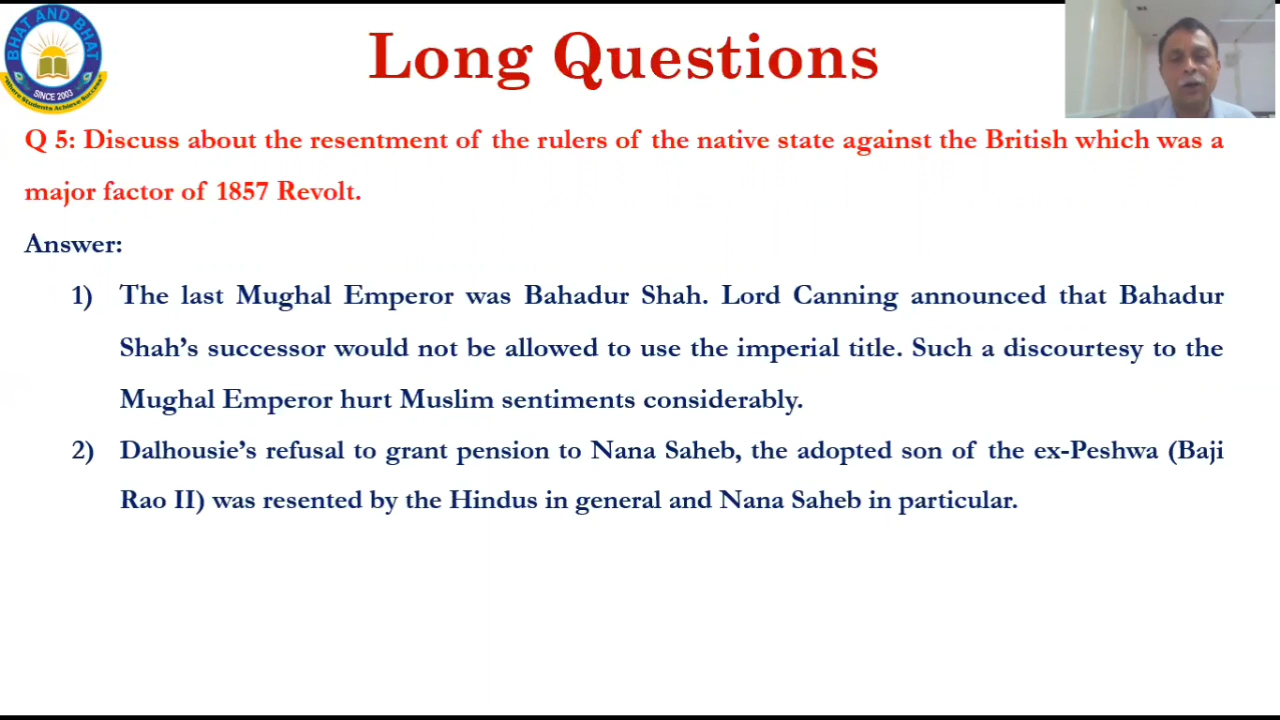 BHAT AND BHAT
SINCE 2003
"Where Students Achieve Success"
Long Questions
Q 5: Discuss about the resentment of the rulers of the native state against the British which was a
major factor of 1857 Revolt.
Answer:
1) The last Mughal Emperor was Bahadur Shah. Lord Canning announced that Bahadur
Shah’s successor would not be allowed to use the imperial title. Such a discourtesy to the
Mughal Emperor hurt Muslim sentiments considerably.
2) Dalhousie’s refusal to grant pension to Nana Saheb, the adopted son of the ex-Peshwa (Baji
Rao II) was resented by the Hindus in general and Nana Saheb in particular.